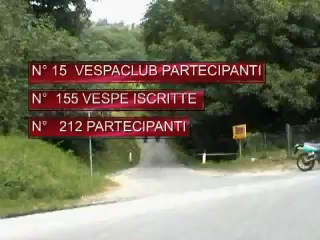 N° 15 VESPACLUB PARTECIPANTI
N° 155 VESPE ISCRITTE
N° 212 PARTECIPANTI